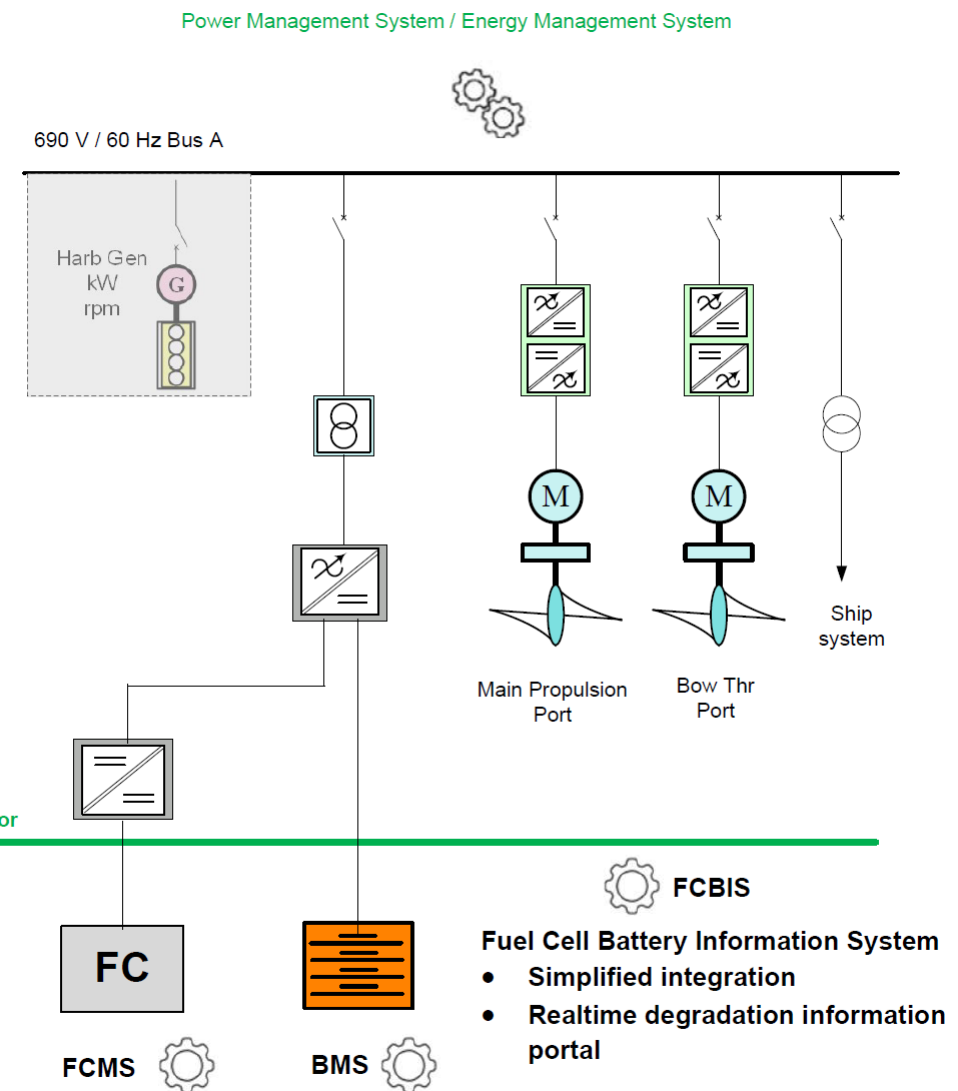 Power Management System / Energy Management System
690 V / 60 Hz Bus A
Harb Gen
kW
rpm
G
M
M
Ship
system
Main Propulsion
Port
Bow Thr
Port
or
FCBIS
Fuel Cell Battery Information System
• Simplified integration
• Realtime degradation information
portal
FC
FCMS
BMS